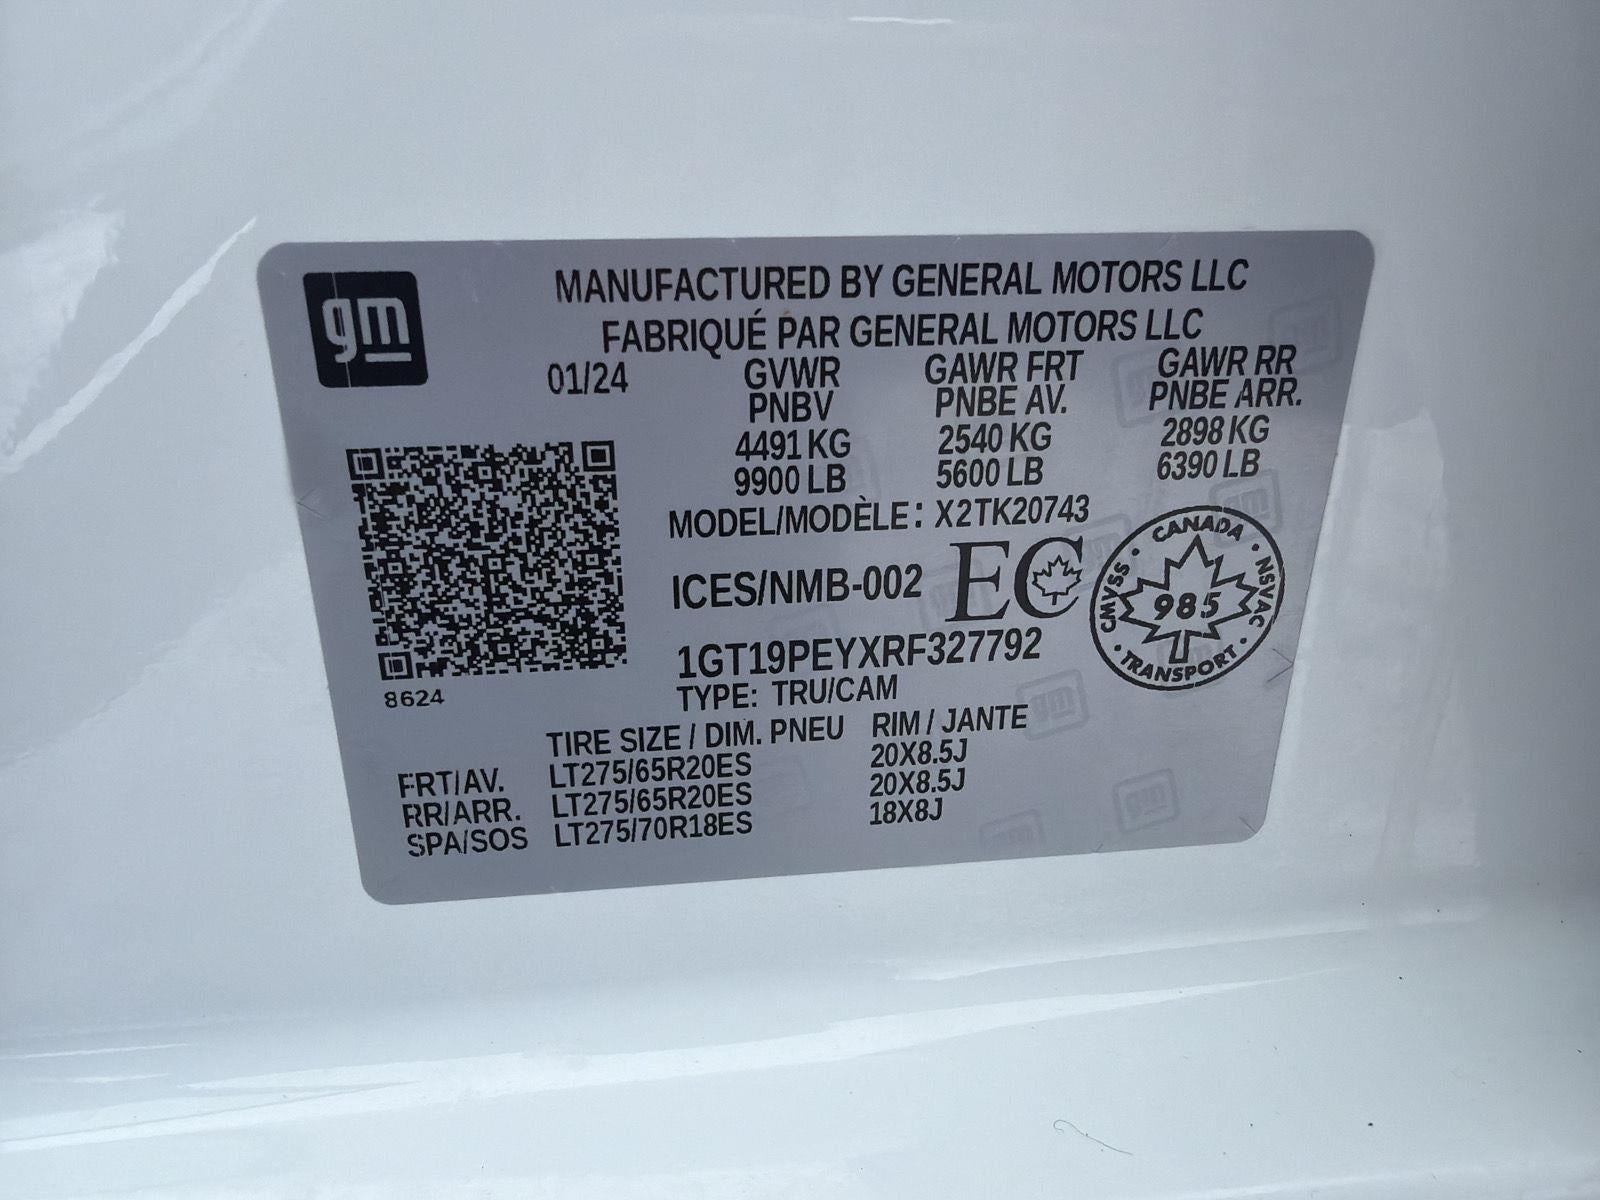 gm
MANUFACTURED BY GENERAL MOTORS LLC
FABRIQUÉ PAR GENERAL MOTORS LLC
01/24 GVWR GAWR FRT GAWR RR
PNBV PNBE AV. PNBE ARR.
4491 KG 2540 KG 2898 KG
9900 LB 5600 LB 6390 LB
MODEL/MODÈLE: X2TK20743
ICES/NMB-002 EC
CANADA • NSVAC • TRANSPORT • CMVSS •
985
1GT19PEYXRF327792
8624
TYPE: TRU/CAM
TIRE SIZE / DIM. PNEU RIM / JANTE
FRT/AV. LT275/65R20ES 20X8.5J
RR/ARR. LT275/65R20ES 20X8.5J
SPA/SOS LT275/70R18ES 18X8J